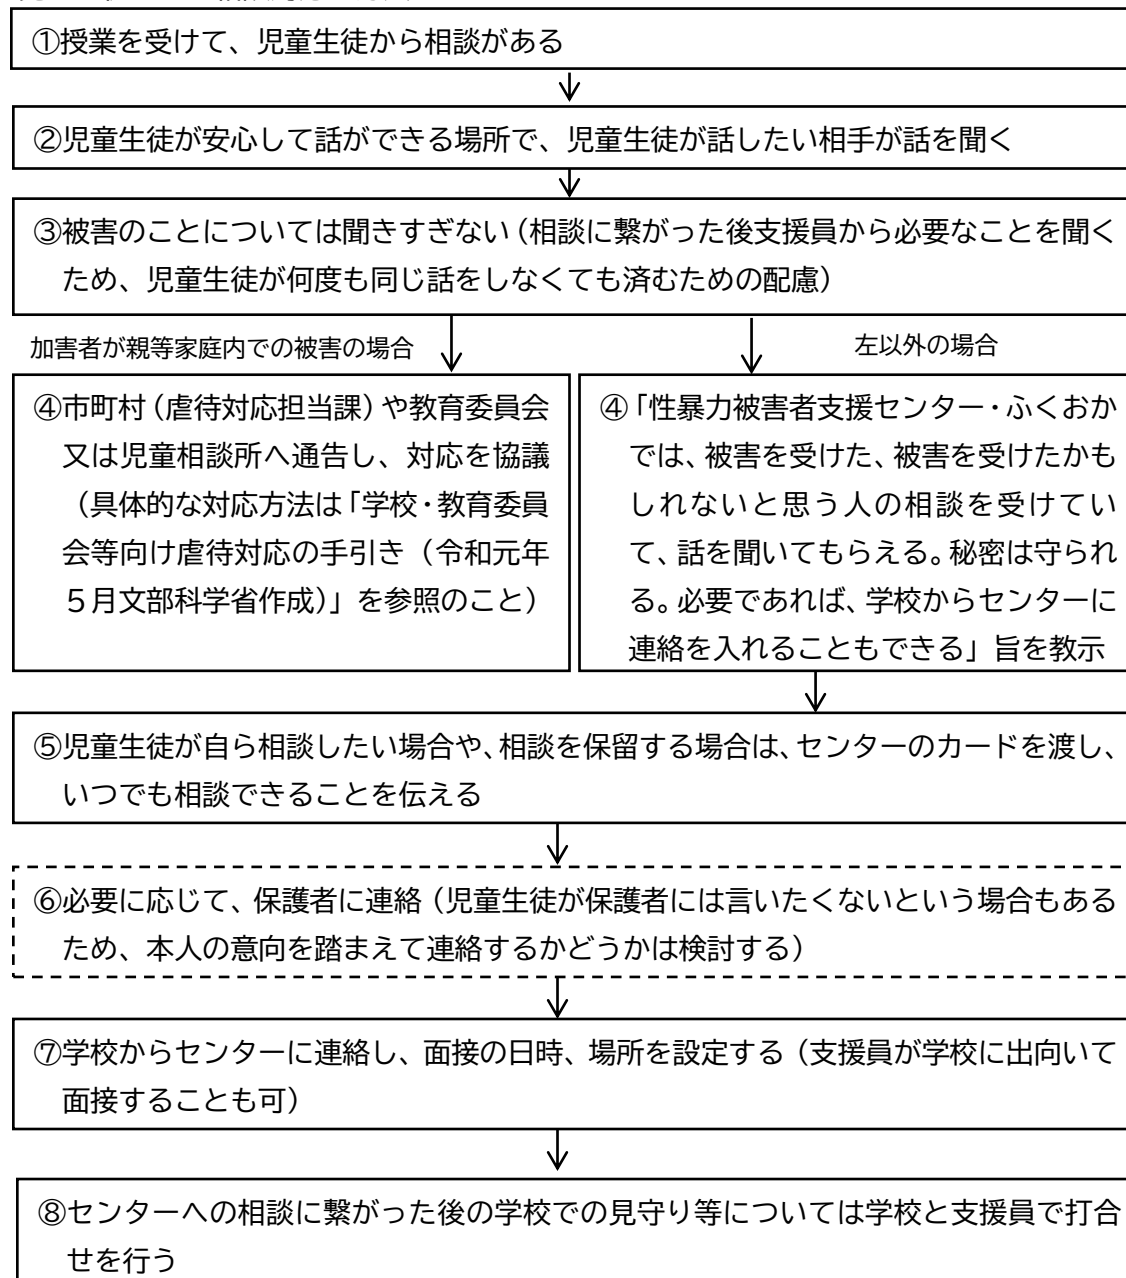 ①授業を受けて、児童生徒から相談がある
②児童生徒が安心して話ができる場所で、児童生徒が話したい相手が話を聞く
③被害のことについては聞きすぎない（相談に繋がった後支援員から必要なことを聞く
ため、児童生徒が何度も同じ話をしなくても済むための配慮）
加害者が親等家庭内での被害の場合
左以外の場合
④市町村（虐待対応担当課）や教育委員会
又は児童相談所へ通告し、対応を協議
（具体的な対応方法は「学校・教育委員
会等向け虐待対応の手引き（令和元年
５月文部科学省作成）」を参照のこと）
④「性暴力被害者支援センター・ふくおか
では、被害を受けた、被害を受けたかも
しれないと思う人の相談を受けてい
て、話を聞いてもらえる。秘密は守られ
る。必要であれば、学校からセンターに
連絡を入れることもできる」旨を教示
⑤児童生徒が自ら相談したい場合や、相談を保留する場合は、センターのカードを渡し、
いつでも相談できることを伝える
⑥必要に応じて、保護者に連絡（児童生徒が保護者には言いたくないという場合もある
ため、本人の意向を踏まえて連絡するかどうかは検討する）
⑦学校からセンターに連絡し、面接の日時、場所を設定する（支援員が学校に出向いて
面接することも可）
⑧センターへの相談に繋がった後の学校での見守り等については学校と支援員で打合
せを行う